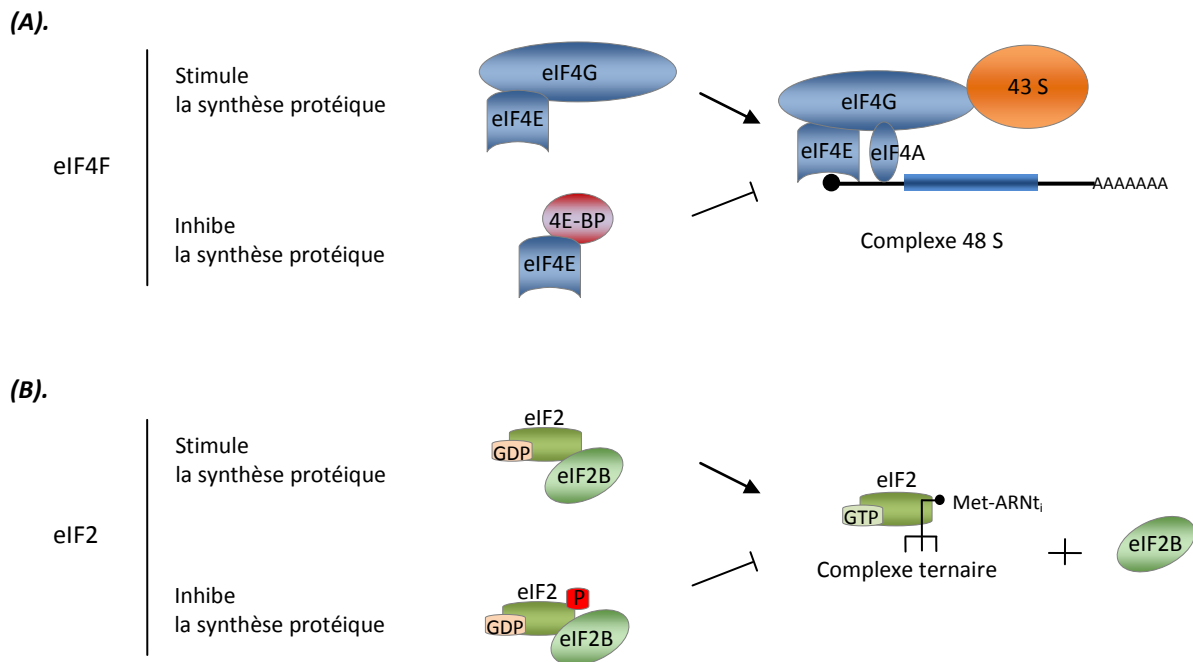 (A).
eIF4F
Stimule
la synthèse protéique
eIF4G
eIF4E
Inhibe
la synthèse protéique
4E-BP
eIF4E
eIF4G
43 S
eIF4E
eIF4A
AAAAAAA
Complexe 48 S
(B).
eIF2
Stimule
la synthèse protéique
eIF2
GDP
eIF2B
Inhibe
la synthèse protéique
eIF2
P
GDP
eIF2B
eIF2
GTP
Met-ARNtᵢ
Complexe ternaire
+
eIF2B